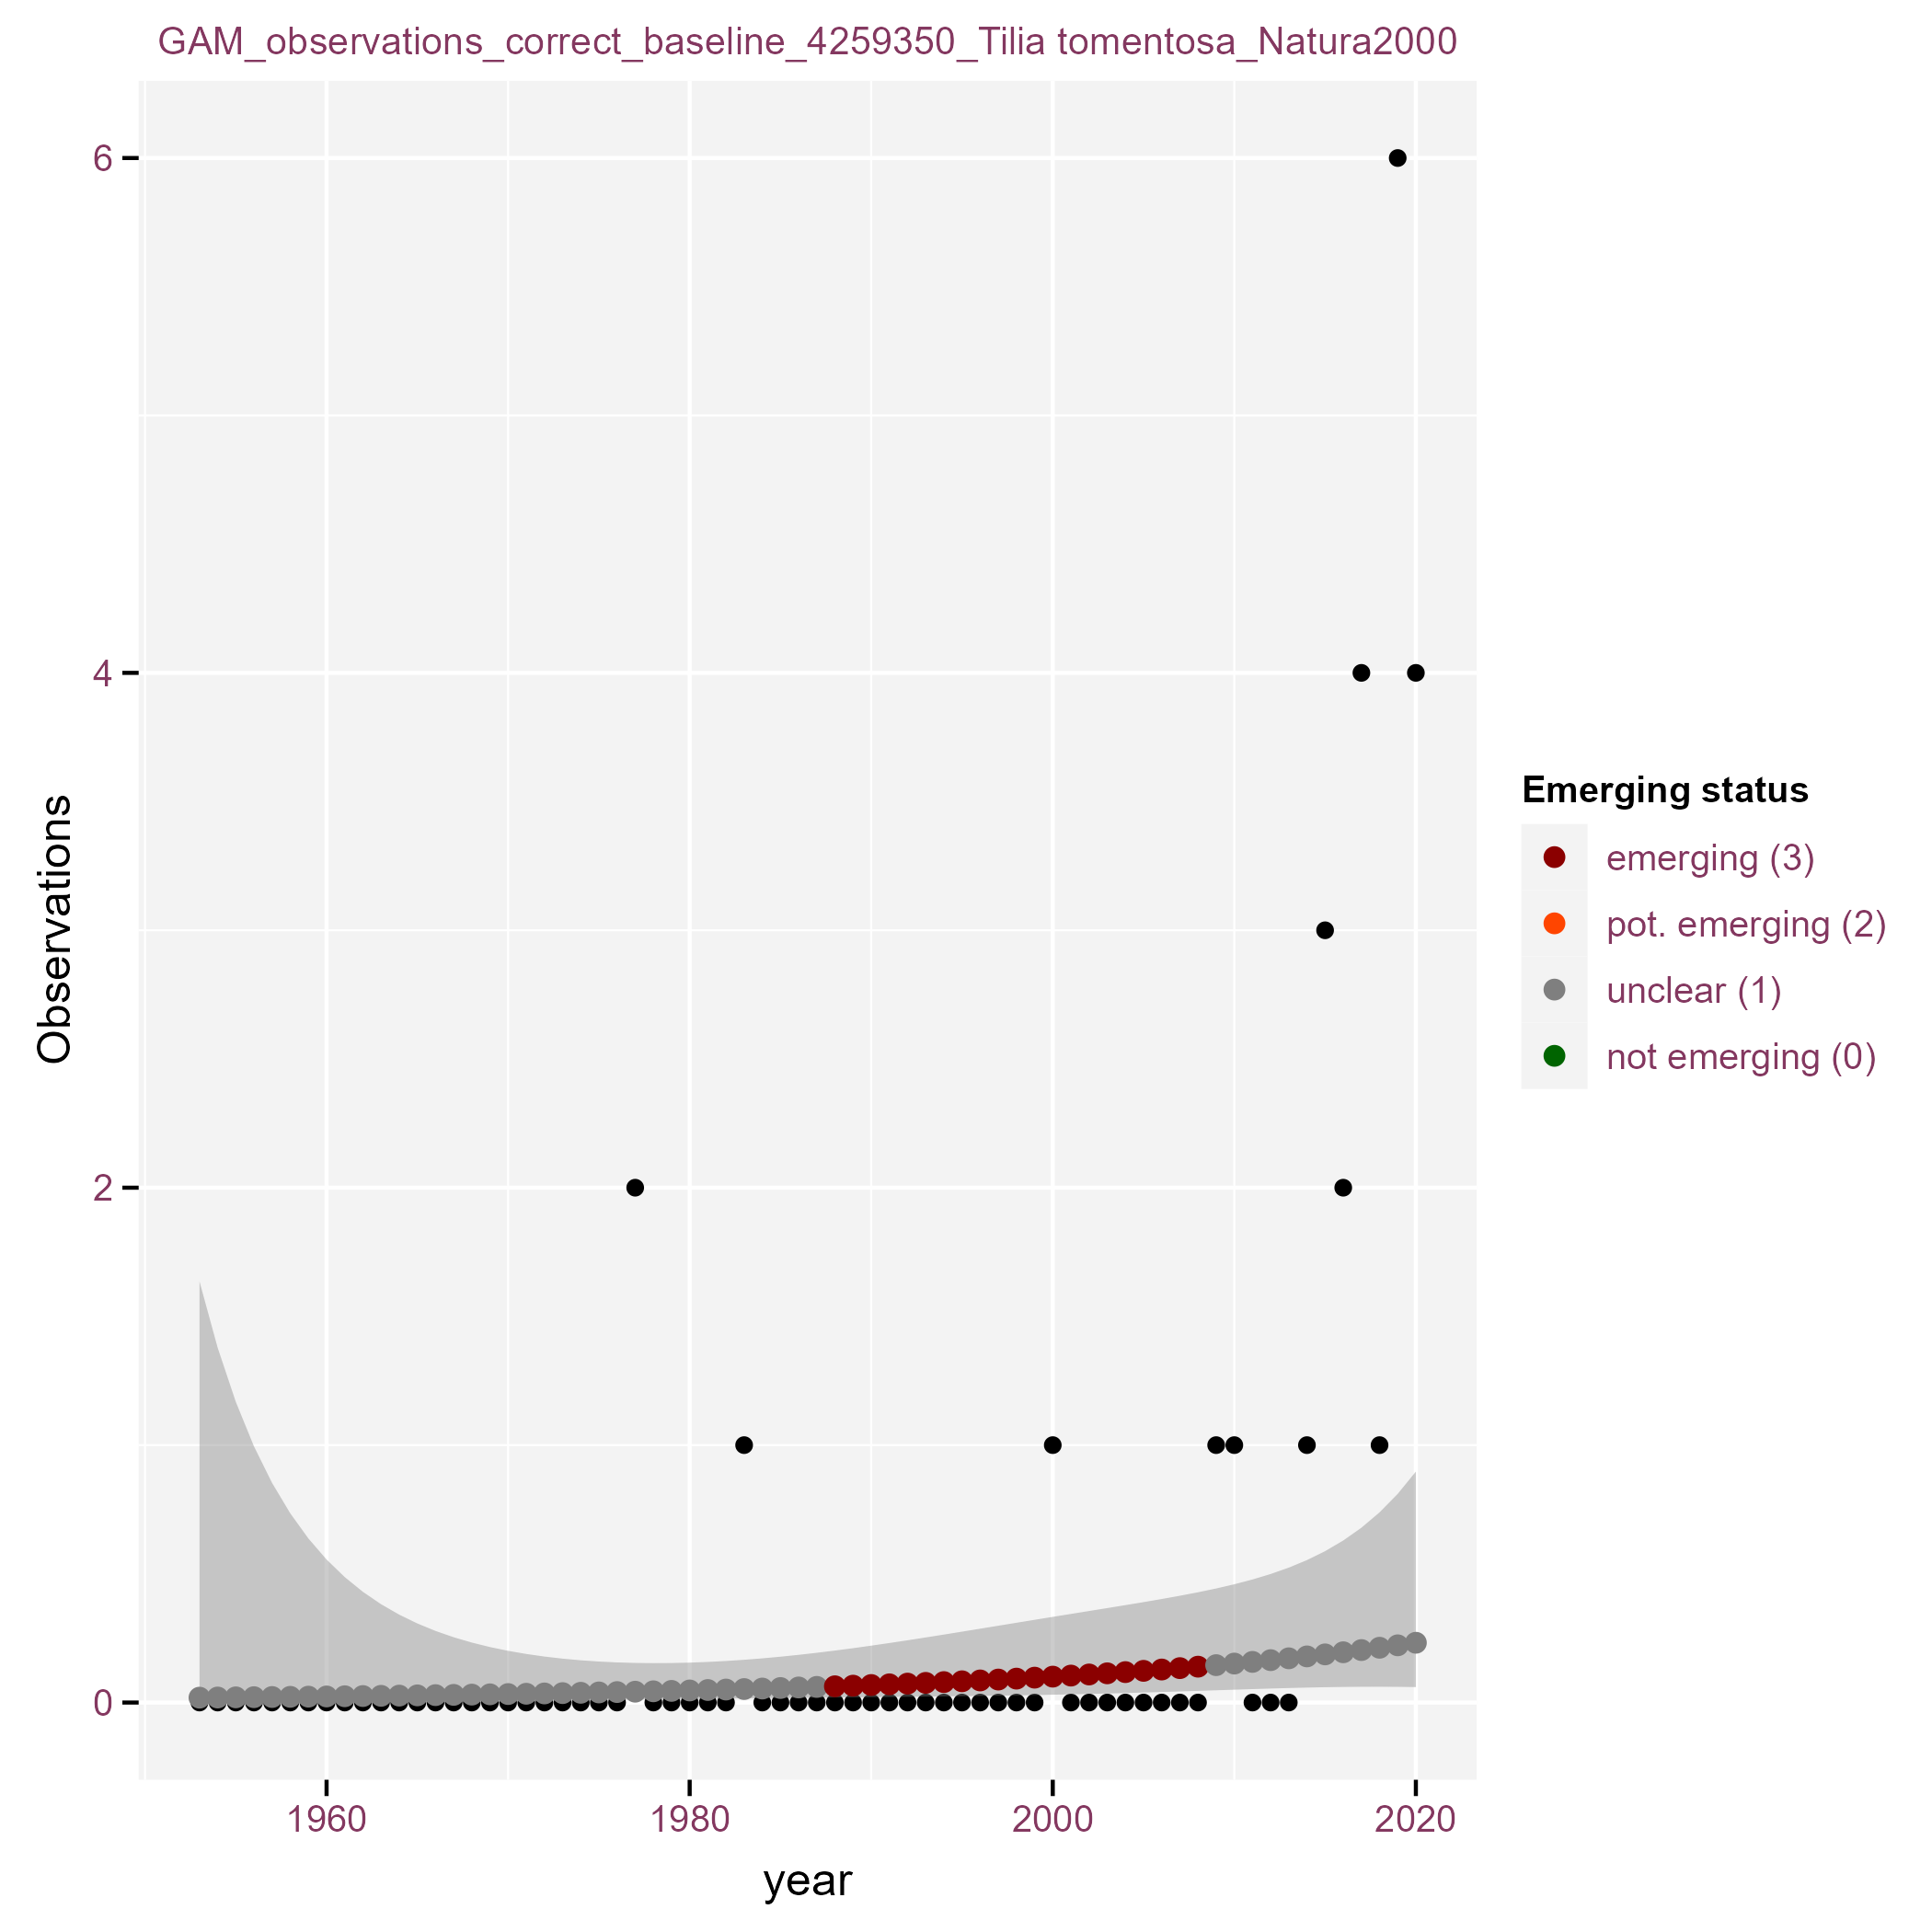 GAM_observations_correct_baseline_4259350_Tilia tomentosa_Natura2000
6
4
2
0
Observations
1960
1980
2000
2020
year
Emerging status
emerging (3)
pot. emerging (2)
unclear (1)
not emerging (0)